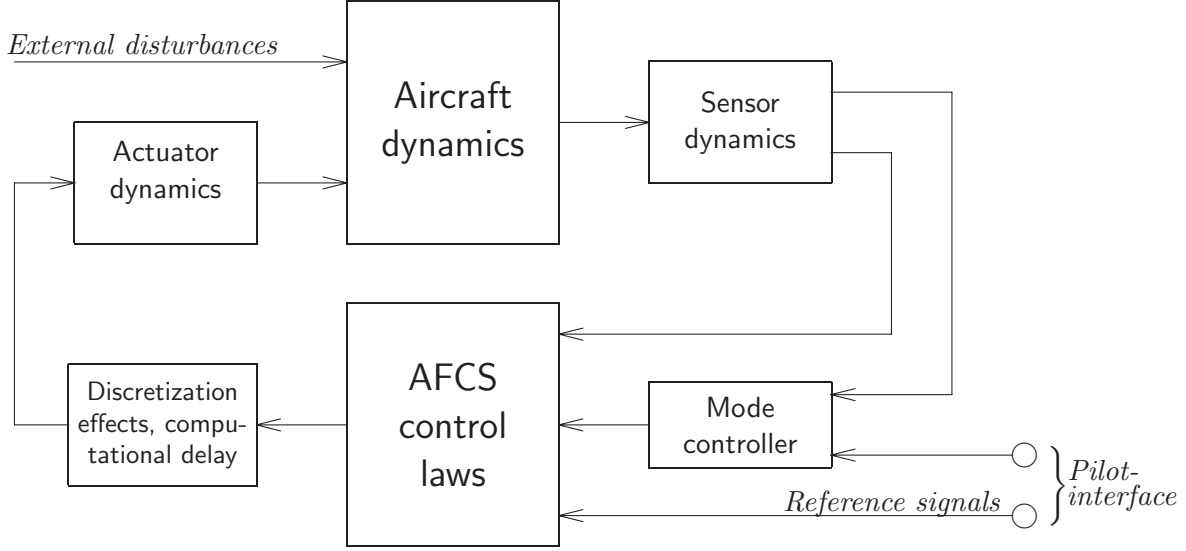 External disturbances
Aircraft
dynamics
Sensor
dynamics
Actuator
dynamics
AFCS
control
laws
Discretization
effects, compu-
tational delay
Mode
controller
Pilot-
interface
Reference signals